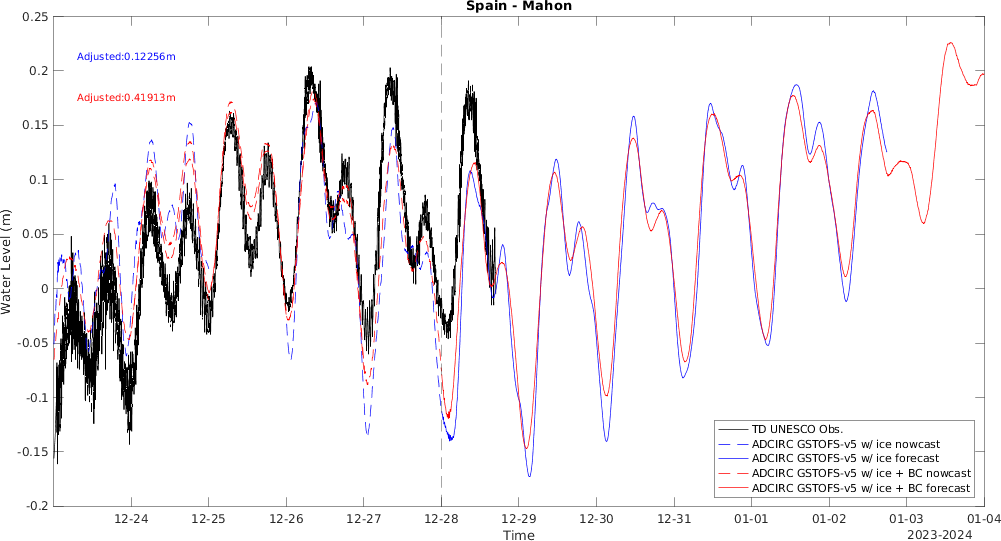 Spain - Mahon
Adjusted:0.12256m
Adjusted:0.41913m
Water Level (m)
0.25
0.2
0.15
0.1
0.05
0
-0.05
-0.1
-0.15
-0.2
12-24 12-25 12-26 12-27 12-28 12-29 12-30 12-31 01-01 01-02 01-03 01-04
Time
2023-2024
TD UNESCO Obs.
ADCIRC GSTOFS-v5 w/ ice nowcast
ADCIRC GSTOFS-v5 w/ ice forecast
ADCIRC GSTOFS-v5 w/ ice + BC nowcast
ADCIRC GSTOFS-v5 w/ ice + BC forecast